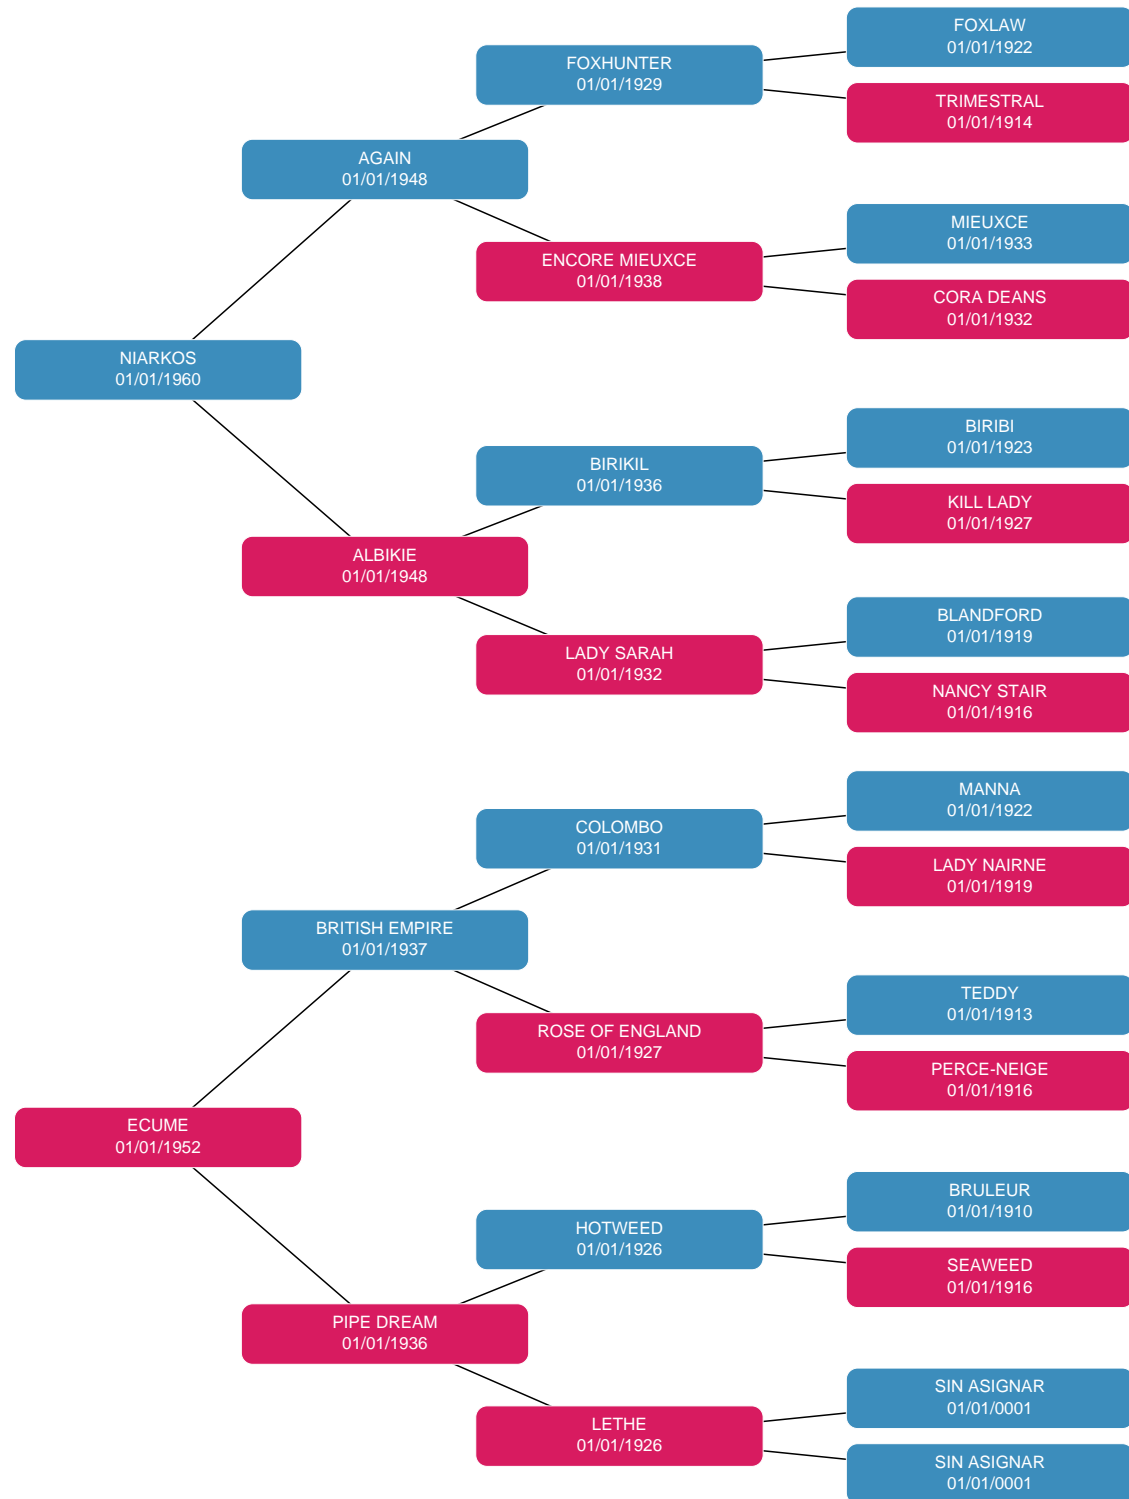 FOXLAW
01/01/1922
FOXHUNTER
01/01/1929
TRIMESTRAL
01/01/1914
AGAIN
01/01/1948
MIEUXCE
01/01/1933
ENCORE MIEUXCE
01/01/1938
CORA DEANS
01/01/1932
NIARKOS
01/01/1960
BIRIBI
01/01/1923
BIRIKIL
01/01/1936
KILL LADY
01/01/1927
ALBIKIE
01/01/1948
BLANDFORD
01/01/1919
LADY SARAH
01/01/1932
NANCY STAIR
01/01/1916
MANNA
01/01/1922
COLOMBO
01/01/1931
LADY NAIRNE
01/01/1919
BRITISH EMPIRE
01/01/1937
TEDDY
01/01/1913
ROSE OF ENGLAND
01/01/1927
PERCE-NEIGE
01/01/1916
ECUME
01/01/1952
BRULEUR
01/01/1910
HOTWEED
01/01/1926
SEAWEED
01/01/1916
PIPE DREAM
01/01/1936
SIN ASIGNAR
01/01/0001
LETHE
01/01/1926
SIN ASIGNAR
01/01/0001